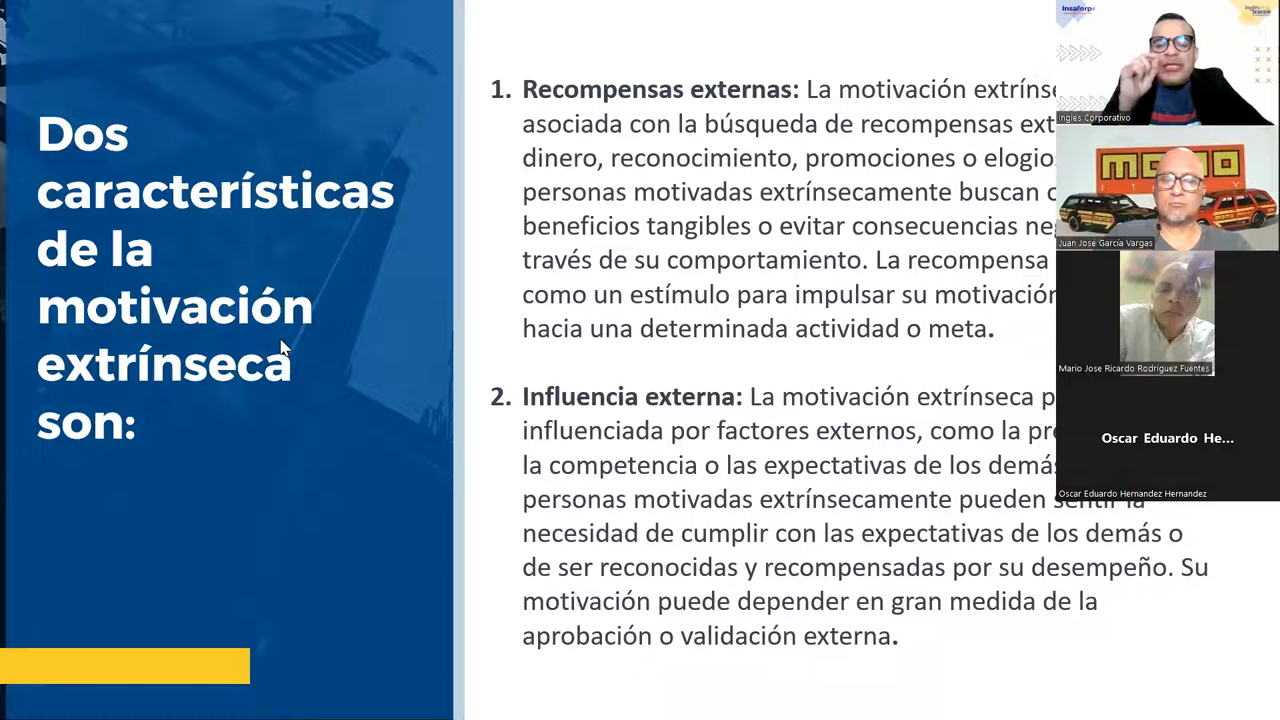 Dos
características
de la
motivación
extrínseca
son:
1. Recompensas externas: La motivación extrínse
asociada con la búsqueda de recompensas ext
dinero, reconocimiento, promociones o elogio
personas motivadas extrínsecamente buscan
beneficios tangibles o evitar consecuencias ne
través de su comportamiento. La recompensa
como un estímulo para impulsar su motivación
hacia una determinada actividad o meta.
2. Influencia externa: La motivación extrínseca p
influenciada por factores externos, como la pre
la competencia o las expectativas de los demás
personas motivadas extrínsecamente pueden sentir la
necesidad de cumplir con las expectativas de los demás o
de ser reconocidas y recompensadas por su desempeño. Su
motivación puede depender en gran medida de la
aprobación o validación externa.
Insaforp
Ingles Corporativo
MOMO
Juan José García Vargas
Mario Jose Ricardo Rodriguez Fuentes
Oscar Eduardo He...
Oscar Eduardo Hernandez Hernandez